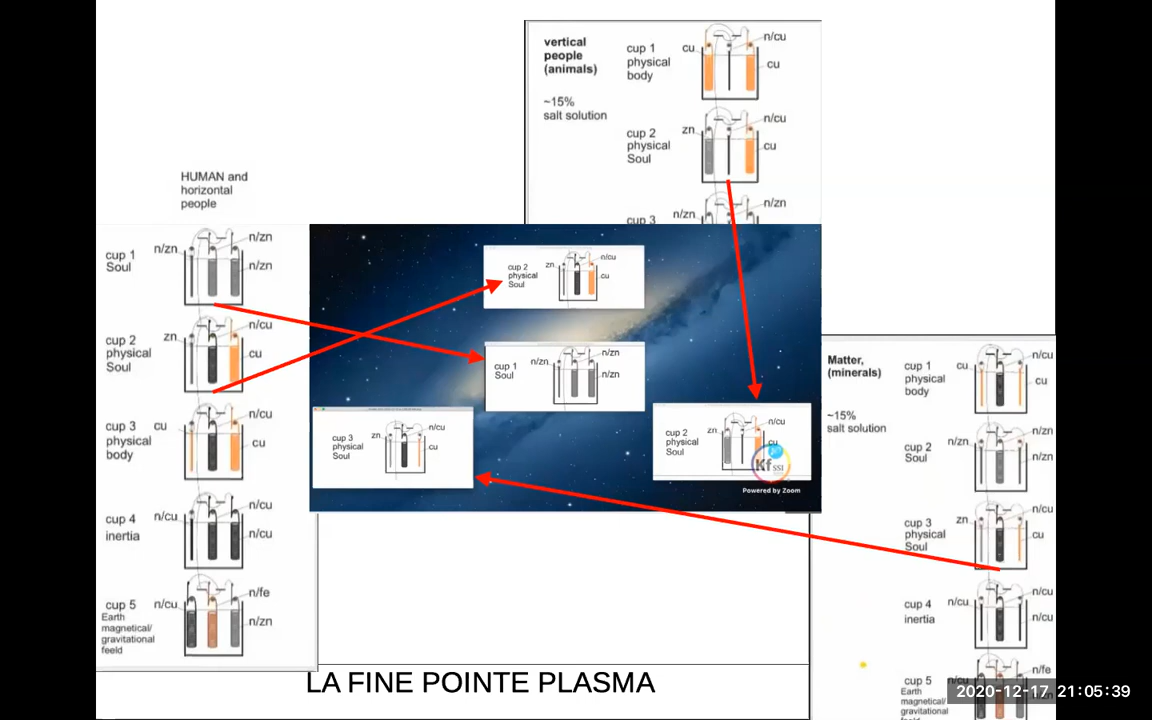 vertical
people
(animals)
~15%
salt solution
cup 1
physical
body
cu
n/cu
cu
cup 2
physical
Soul
zn
n/cu
cu
cup 3
n/zn
n/zn
HUMAN and
horizontal
people
cup 1
Soul
n/zn
n/zn
n/zn
cup 2
physical
Soul
zn
n/cu
cu
cup 3
physical
body
cu
n/cu
cu
cup 4
inertia
n/cu
n/cu
n/cu
cup 5
Earth
magnetical/
gravitational
feeld
n/cu
n/fe
n/zn
cup 2
physical
Soul
zn
n/cu
cu
cup 1
Soul
n/zn
n/zn
n/zn
cup 3
physical
Soul
zn
n/cu
cu
cup 2
physical
Soul
zn
n/cu
cu
Kf SSI
Powered by Zoom
Matter,
(minerals)
~15%
salt solution
cup 1
physical
body
cu
n/cu
cu
cup 2
Soul
n/zn
n/zn
n/zn
cup 3
physical
Soul
zn
n/cu
cu
cup 4
inertia
n/cu
n/cu
n/cu
cup 5
Earth
magnetical/
gravitational
n/cu
n/fe
LA FINE POINTE PLASMA
2020-12-17 21:05:39